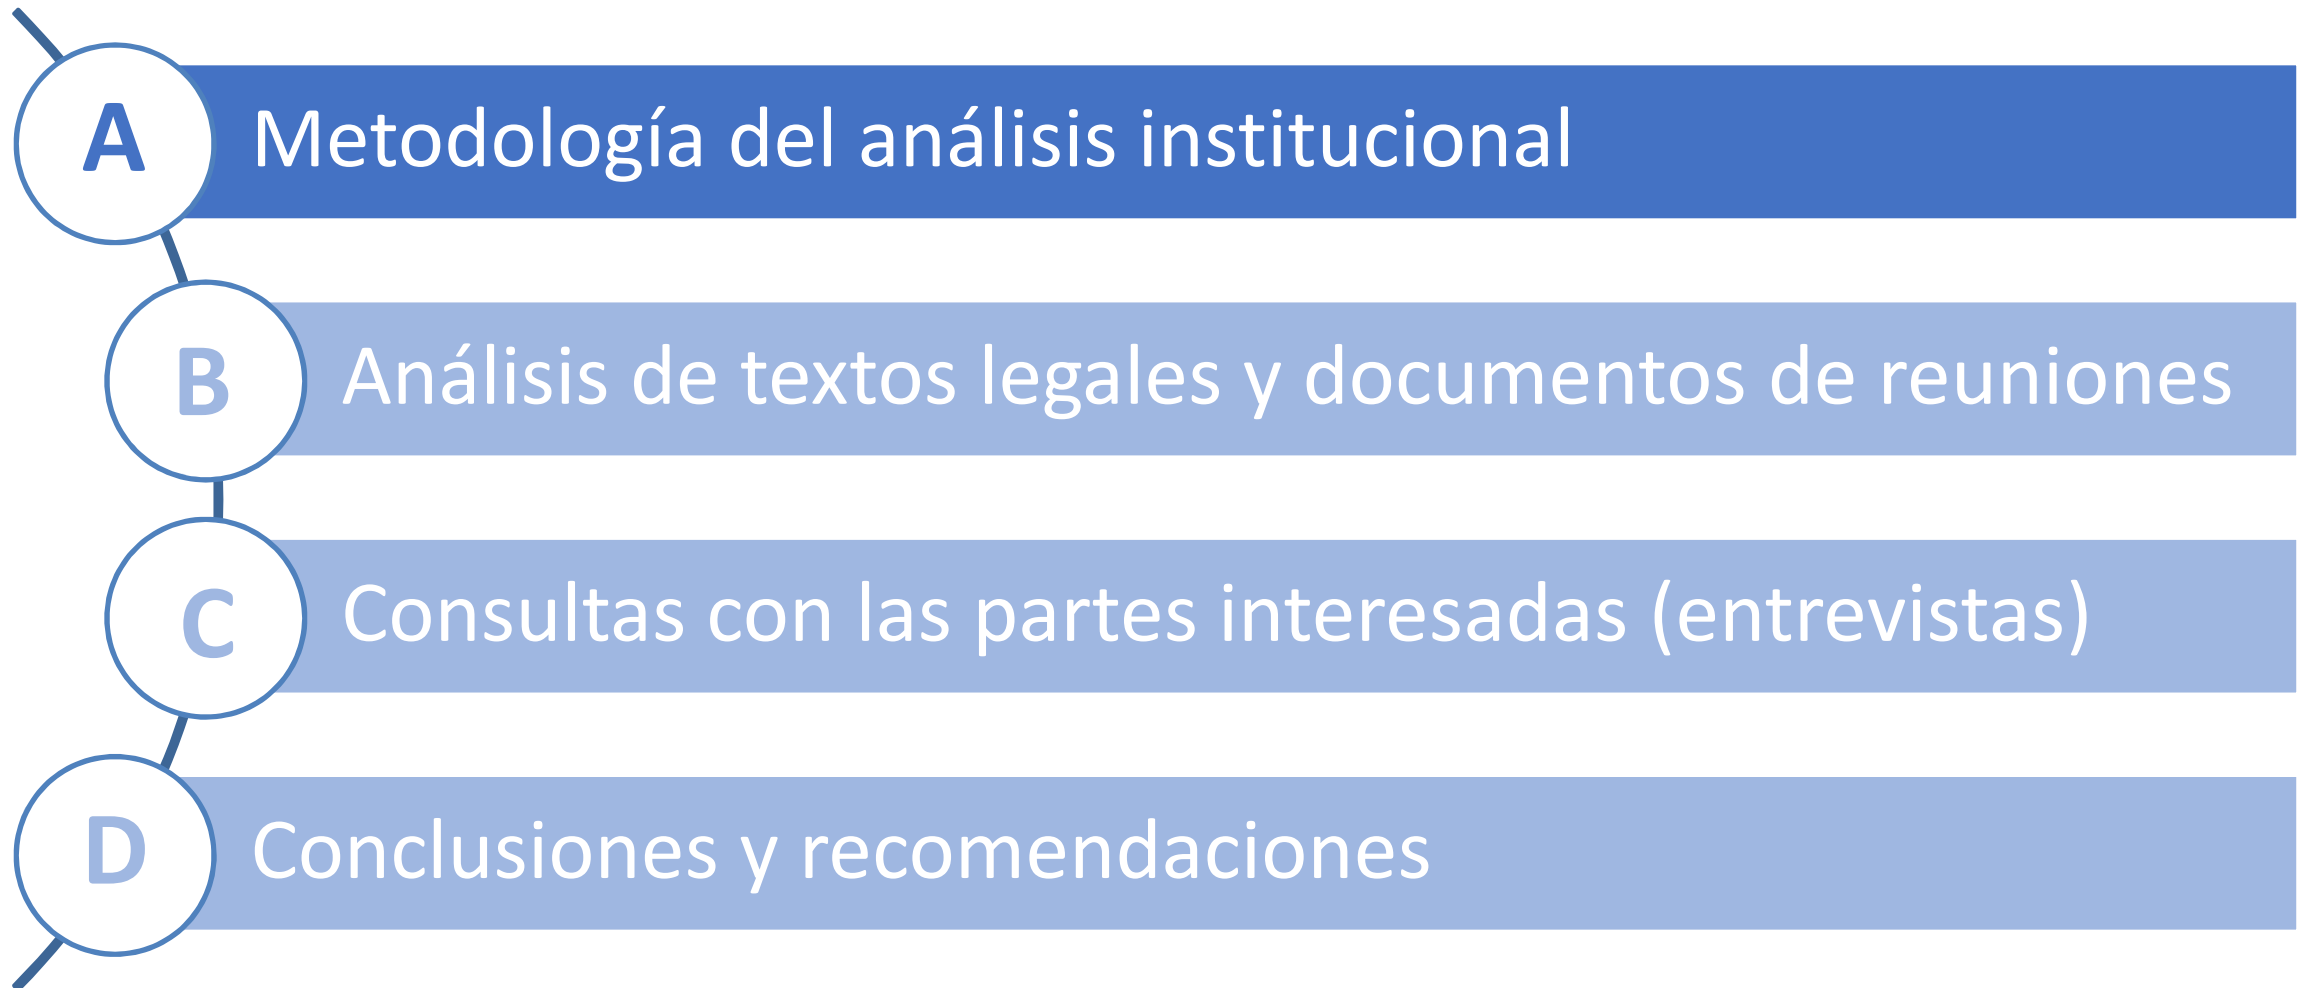 A
Metodología del análisis institucional
B
Análisis de textos legales y documentos de reuniones
C
Consultas con las partes interesadas (entrevistas)
D
Conclusiones y recomendaciones